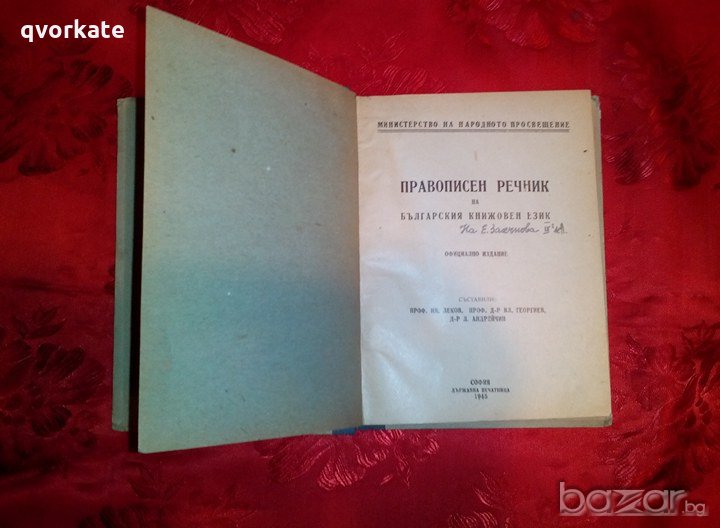 qvorkate
МИНИСТЕРСТВО НА НАРОДНОТО ПРОСВЕЩЕНИЕ
ПРАВОПИСЕН РЕЧНИК
НА
БЪЛГАРСКИЯ КНИЖОВЕН ЕЗИК
На Е.
ОФИЦИАЛНО ИЗДАНИЕ
СЪСТАВИЛИ:
ПРОФ. ИВ. ЛЕКОВ, ПРОФ. Д-Р ВЛ. ГЕОРГИЕВ,
Д-Р Л. АНДРЕЙЧИН
СОФИЯ
ДЪРЖАВНА ПЕЧАТНИЦА
1945
bazar.bg